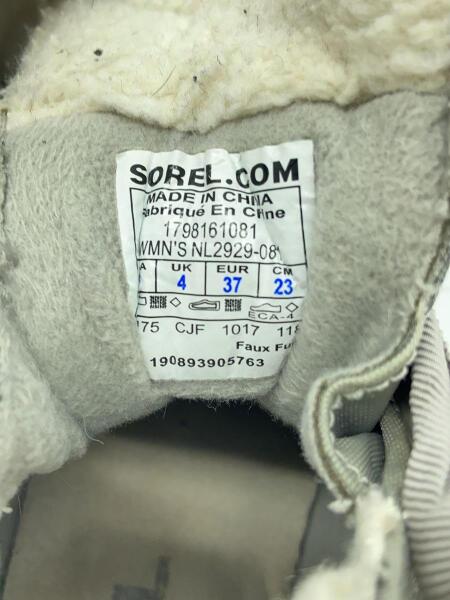 SOREL.COM
MADE IN CHINA
Fabriqué En Chine
1798161081
WMN'S NL2929-08
A UK EUR CM
4 37 23
ECA-4
175 CJF 1017 118
Faux Fur
190893905763